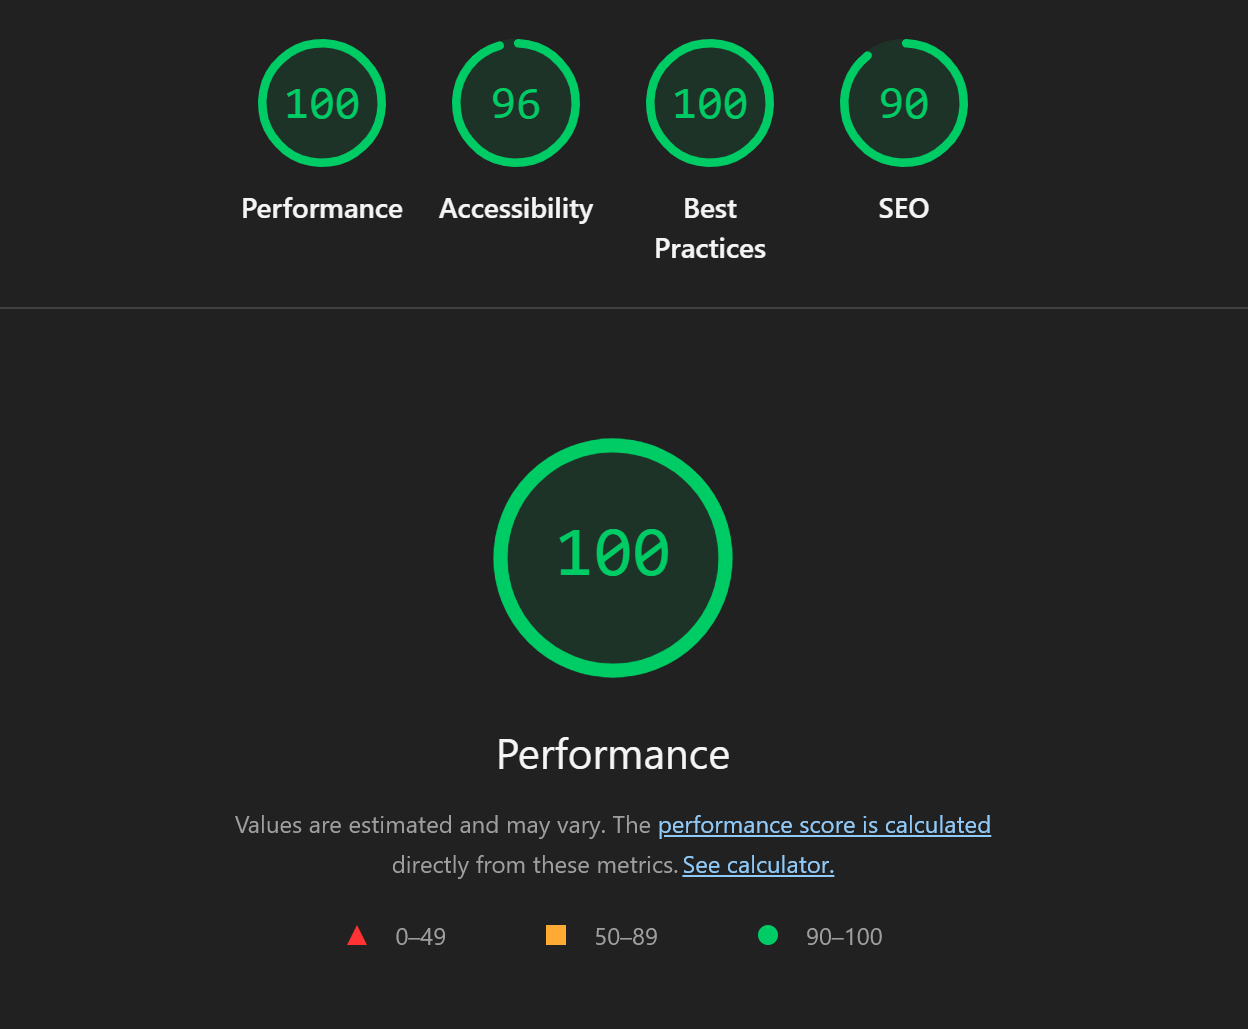 100
96
100
90
Performance
Accessibility
Best
Practices
SEO
100
Performance
Values are estimated and may vary. The performance score is calculated
directly from these metrics. See calculator.
0–49
50–89
90–100